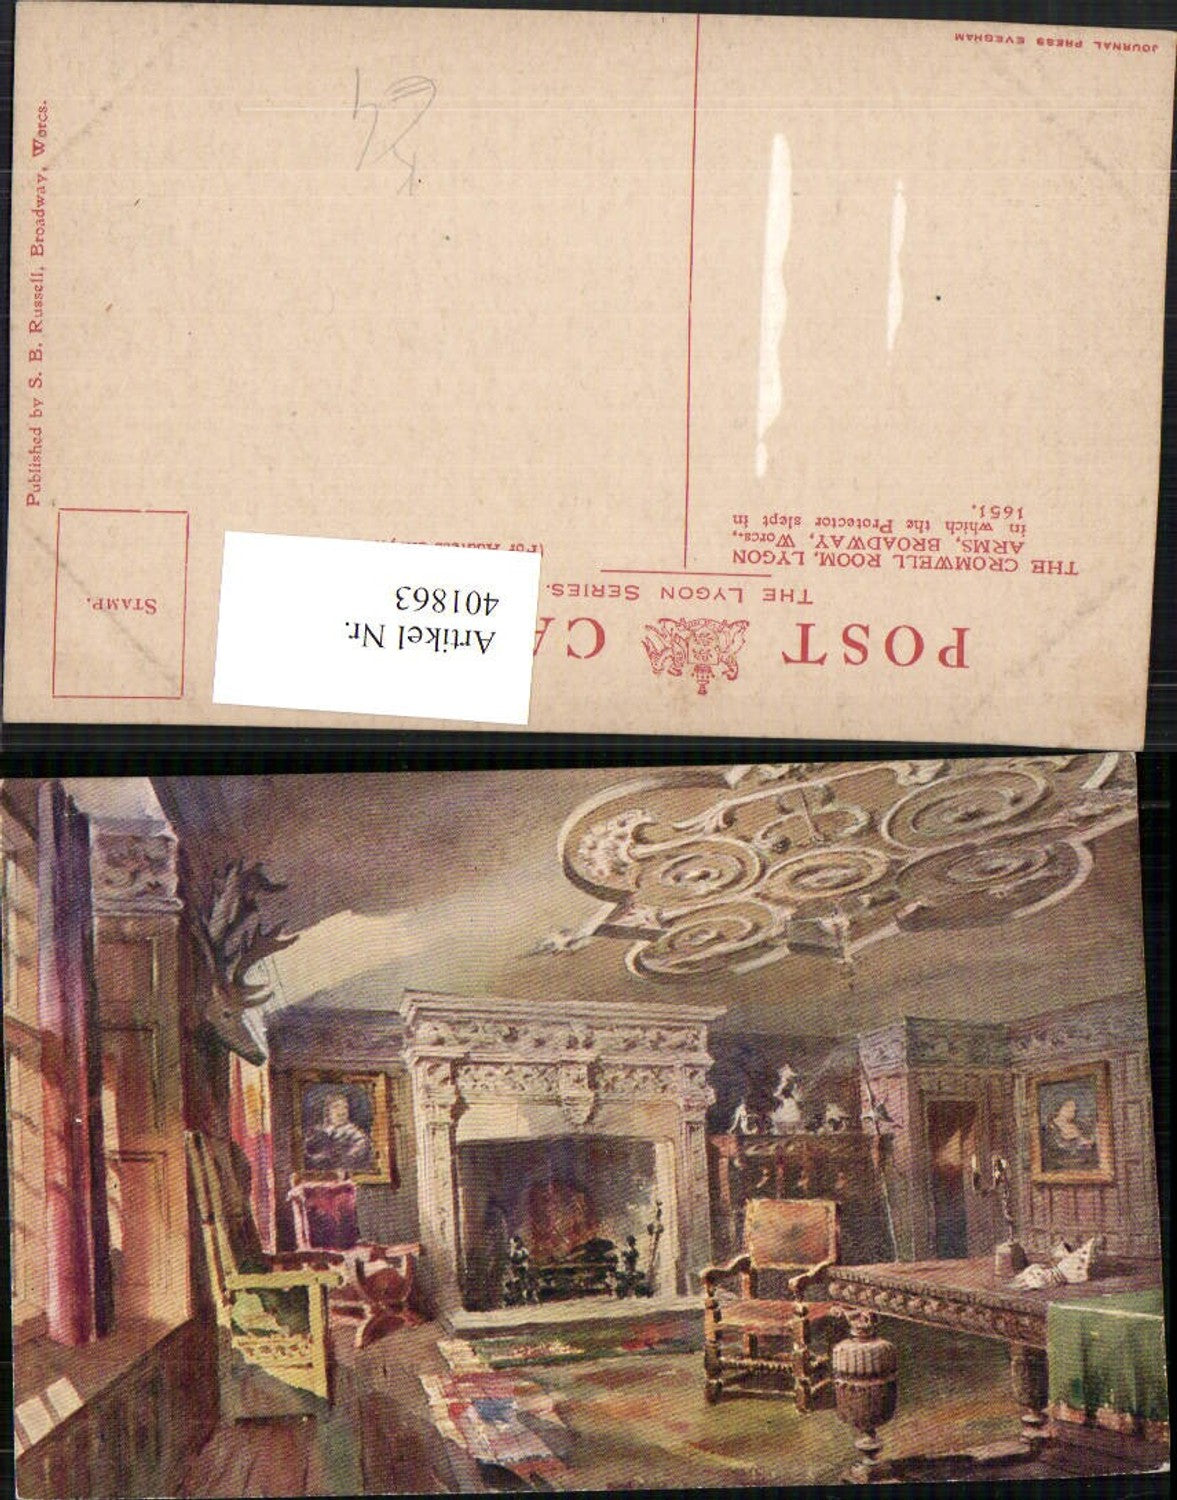 POST CA
THE LYGON SERIES.
THE CROMWELL ROOM, LYGON
ARMS, BROADWAY, Worcs.,
in which the Protector slept in
1651.
STAMP.
Artikel Nr.
401863
Published by S. B. Russell, Broadway, Worcs.
JOURNAL PRESS EVESHAM